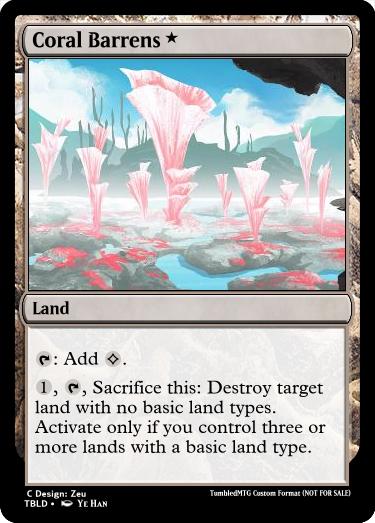 Coral Barrens ★
Land
: Add .
1, , Sacrifice this: Destroy target
land with no basic land types.
Activate only if you control three or
more lands with a basic land type.
C Design: Zeu
TBLD • Ye Han
TumbledMTG Custom Format (NOT FOR SALE)